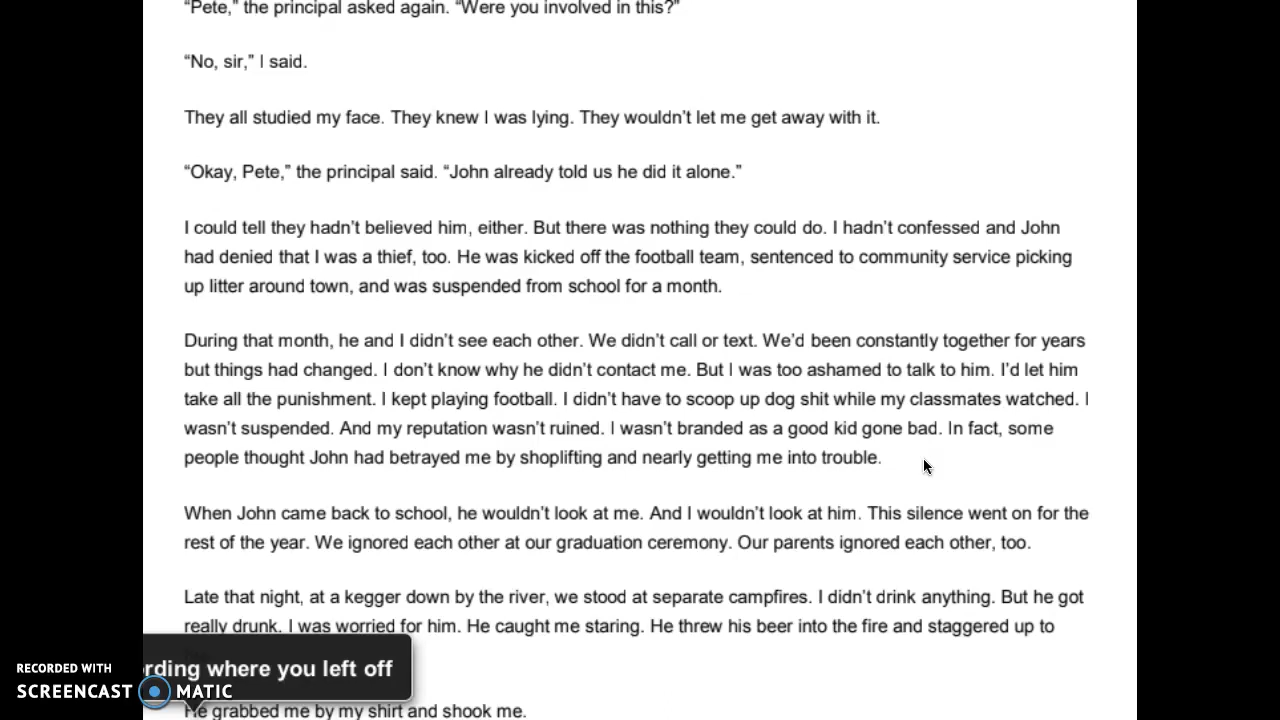 “Pete,” the principal asked again. “Were you involved in this?”
“No, sir,” I said.
They all studied my face. They knew I was lying. They wouldn’t let me get away with it.
“Okay, Pete,” the principal said. “John already told us he did it alone.”
I could tell they hadn’t believed him, either. But there was nothing they could do. I hadn’t confessed and John
had denied that I was a thief, too. He was kicked off the football team, sentenced to community service picking
up litter around town, and was suspended from school for a month.
During that month, he and I didn’t see each other. We didn’t call or text. We’d been constantly together for years
but things had changed. I don’t know why he didn’t contact me. But I was too ashamed to talk to him. I’d let him
take all the punishment. I kept playing football. I didn’t have to scoop up dog shit while my classmates watched. I
wasn’t suspended. And my reputation wasn’t ruined. I wasn’t branded as a good kid gone bad. In fact, some
people thought John had betrayed me by shoplifting and nearly getting me into trouble.
When John came back to school, he wouldn’t look at me. And I wouldn’t look at him. This silence went on for the
rest of the year. We ignored each other at our graduation ceremony. Our parents ignored each other, too.
Late that night, at a kegger down by the river, we stood at separate campfires. I didn’t drink anything. But he got
really drunk. I was worried for him. He caught me staring. He threw his beer into the fire and staggered up to
rding where you left off
RECORDED WITH
SCREENCAST MATIC
He grabbed me by my shirt and shook me.